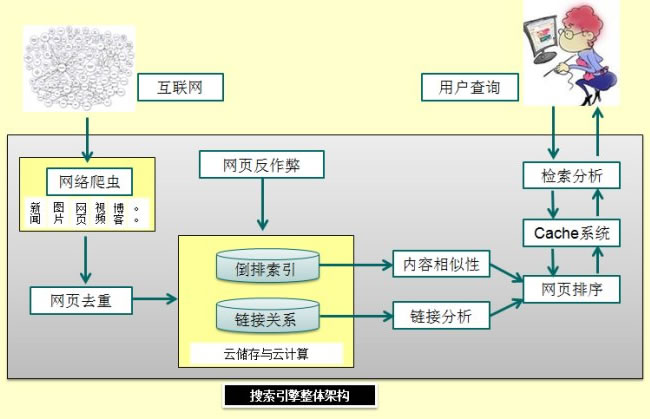 互联网
用户查询
网络爬虫
新闻 图片 网页 视频 博客 。。
网页反作弊
检索分析
Cache系统
倒排索引
内容相似性
网页排序
网页去重
链接关系
链接分析
云储存与云计算
搜索引擎整体架构